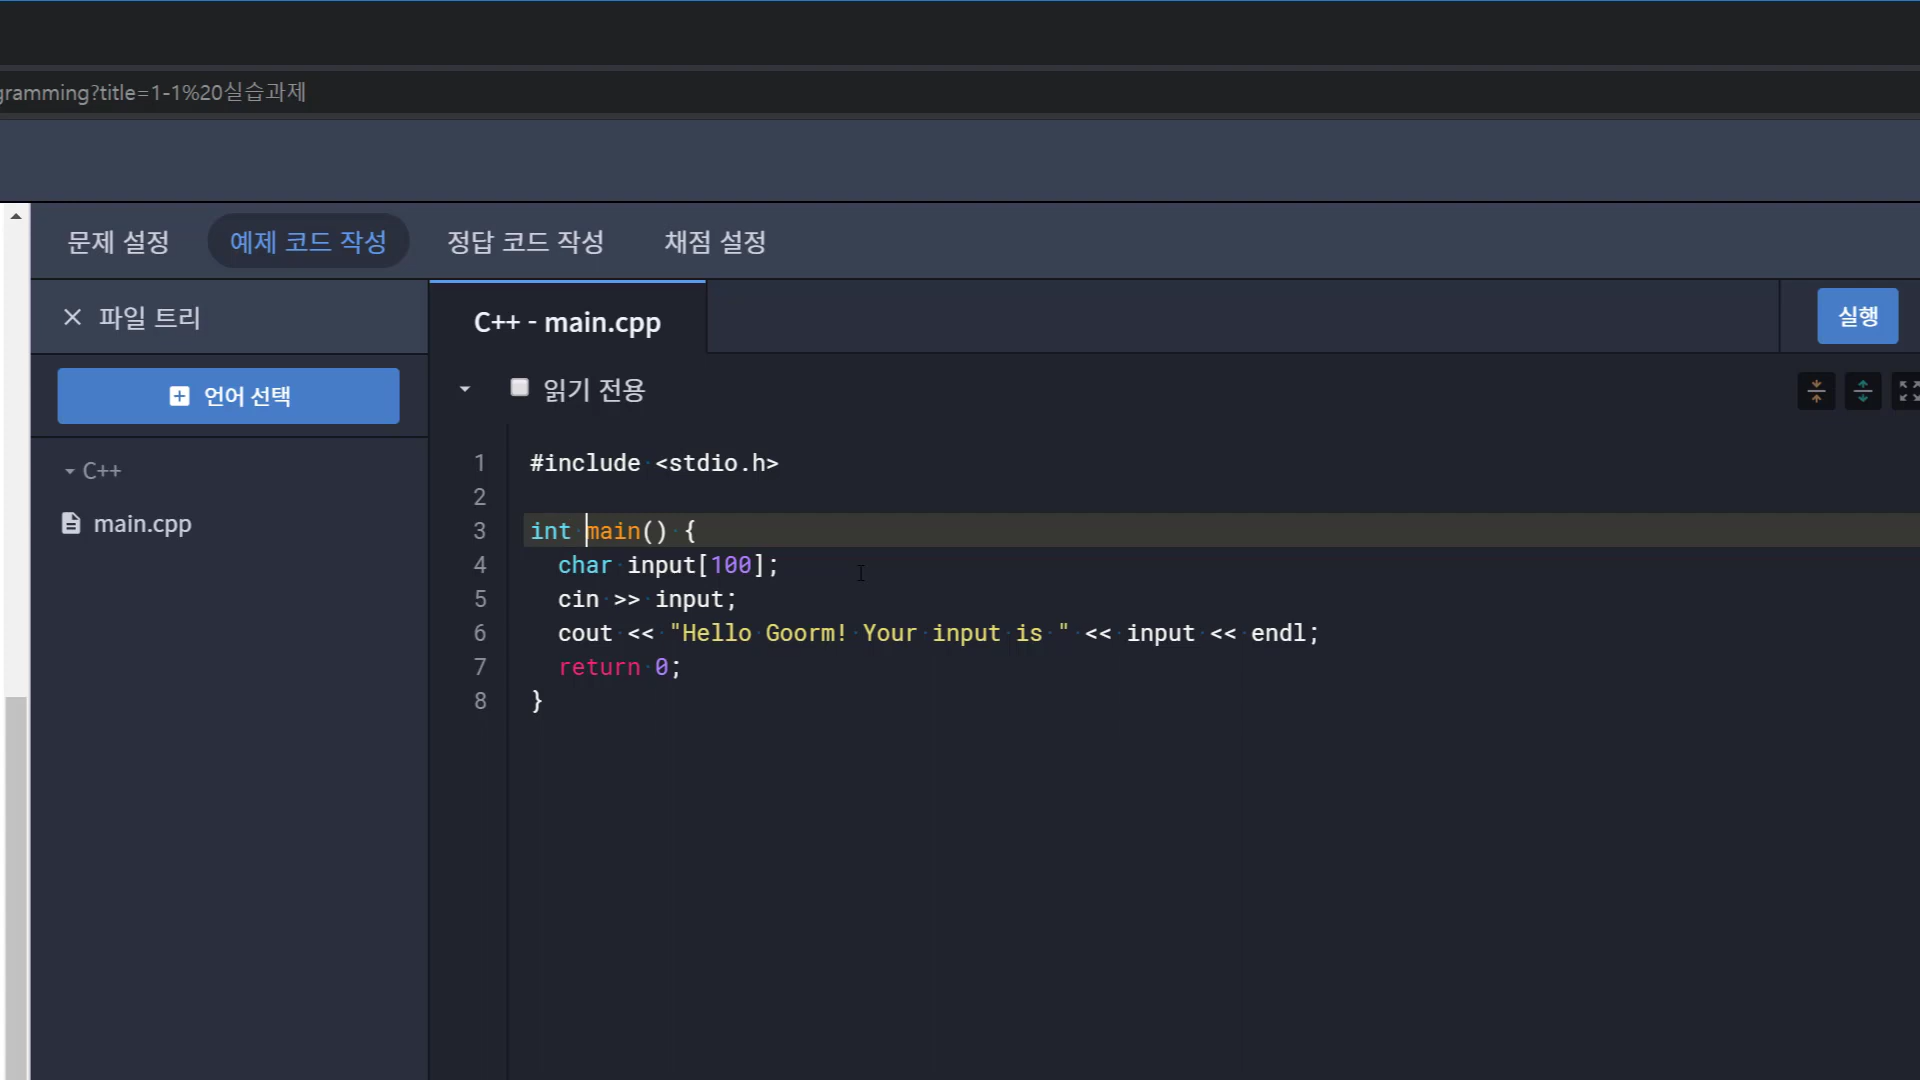 gramming?title=1-1%20실습과제
문제 설정 예제 코드 작성 정답 코드 작성 채점 설정
파일 트리
C++ - main.cpp
실행
언어 선택
읽기 전용
C++
main.cpp
1 #include <stdio.h>
2
3 int main() {
4 char input[100];
5 cin >> input;
6 cout << "Hello Goorm! Your input is " << input << endl;
7 return 0;
8 }